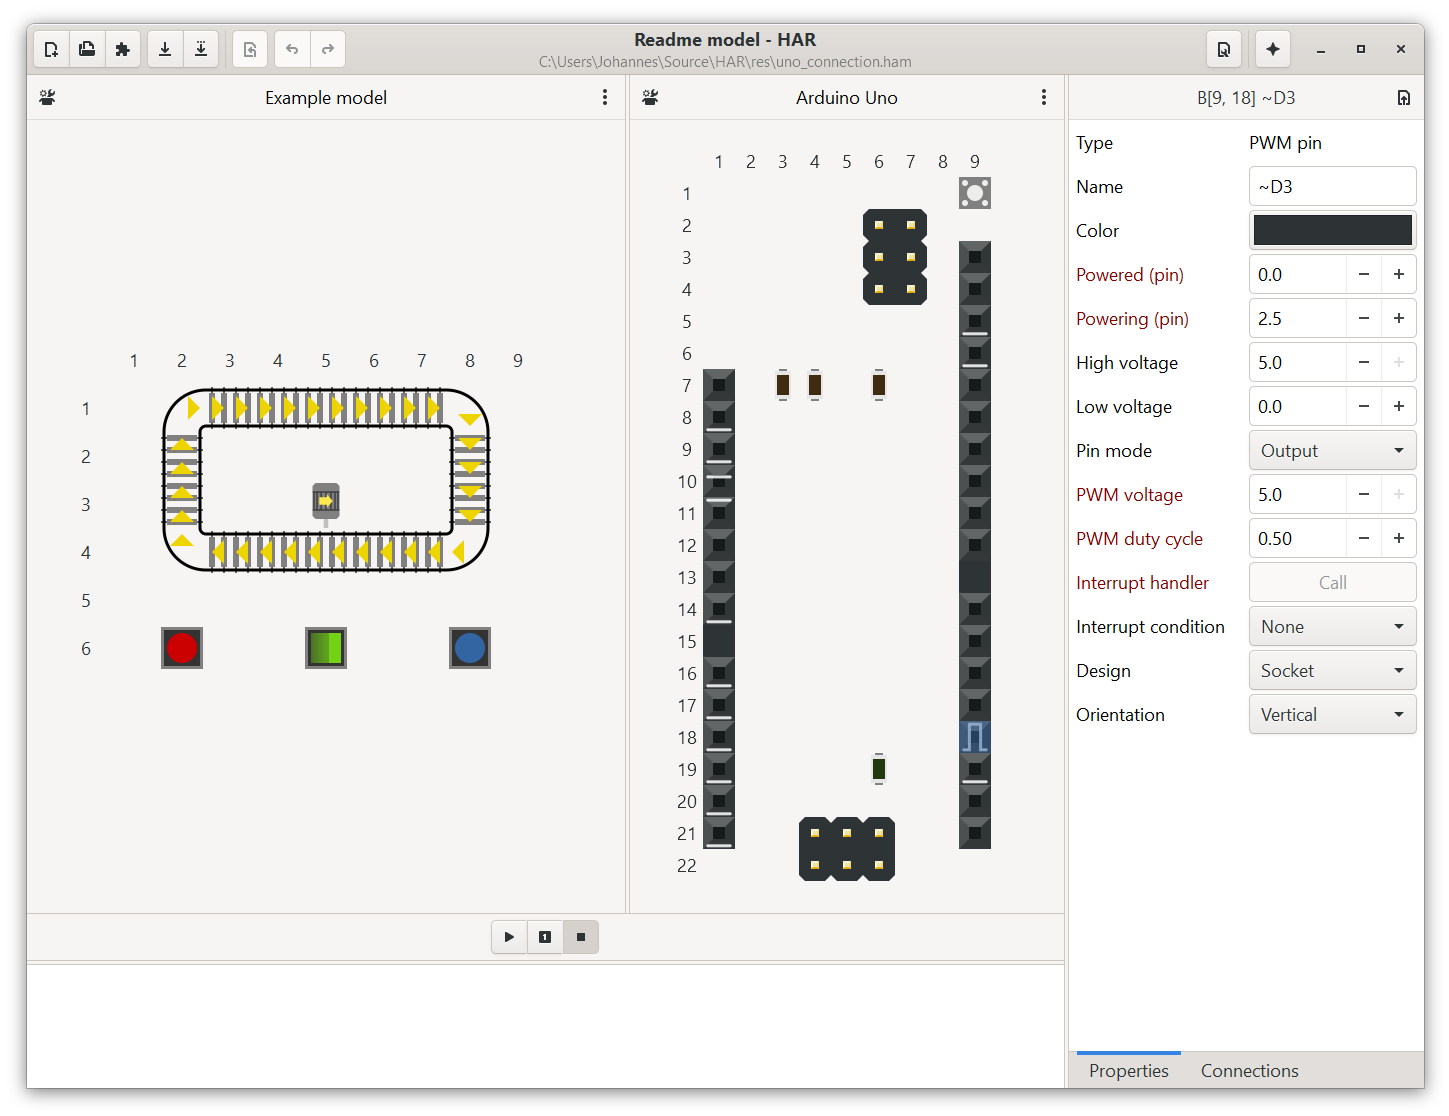 Readme model - HAR
C:\Users\Johannes\Source\HAR\res\uno_connection.ham
Example model
1 2 3 4 5 6 7 8 9
1
2
3
4
5
6
Arduino Uno
1 2 3 4 5 6 7 8 9
1
2
3
4
5
6
7
8
9
10
11
12
13
14
15
16
17
18
19
20
21
22
1
B[9, 18] ~D3
Type PWM pin
Name ~D3
Color
Powered (pin) 0.0 − +
Powering (pin) 2.5 − +
High voltage 5.0 − +
Low voltage 0.0 − +
Pin mode Output
PWM voltage 5.0 − +
PWM duty cycle 0.50 − +
Interrupt handler Call
Interrupt condition None
Design Socket
Orientation Vertical
Properties Connections